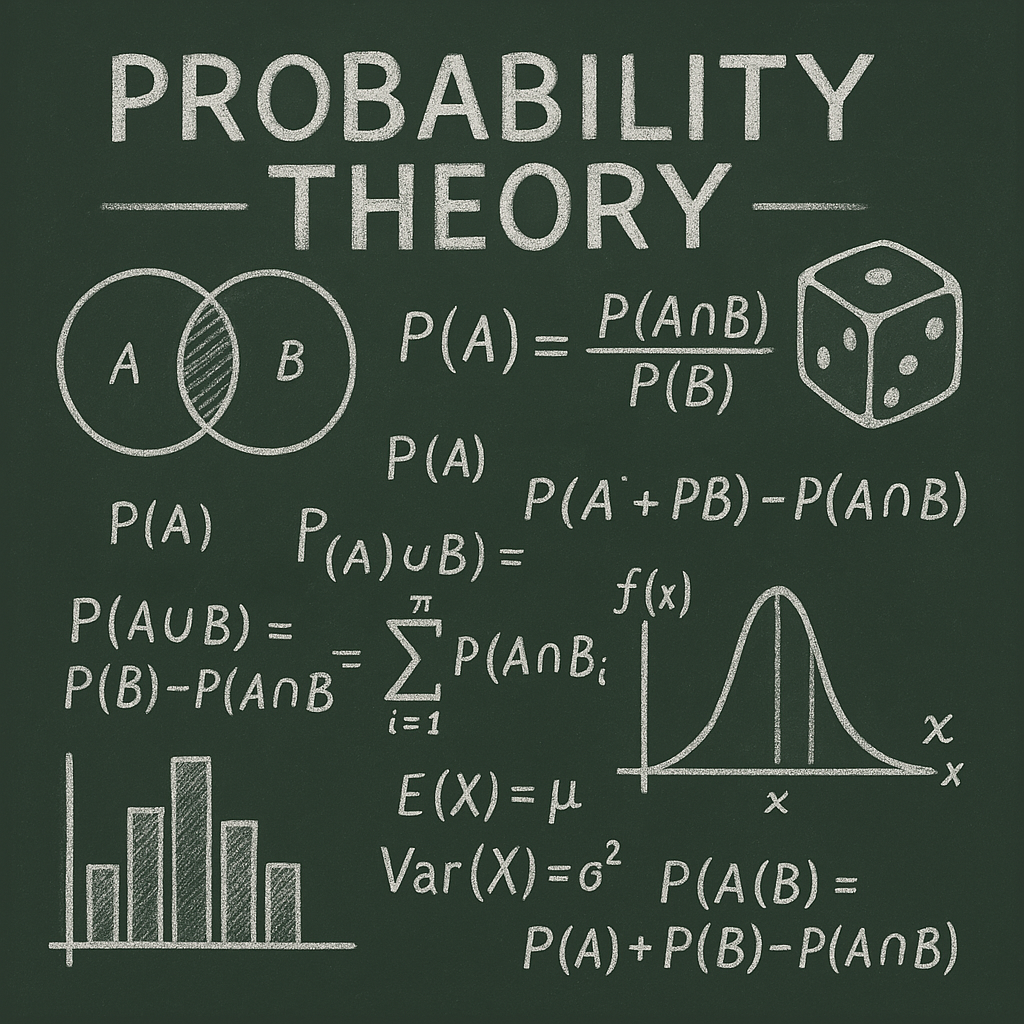 PROBABILITY
THEORY
A
B
P(A) = P(A∩B)
P(B)
P(A)
P(A)
P(A˙+ PB) – P(A∩B)
P(A)∪B) =
P(A∪B) =
P(B)–P(A∩B
= π
∑ P(A∩Bᵢ
i=1
f(x)
x
x
x
E(X) = μ
Var(X) = σ²
P(A(B) =
P(A)+P(B)–P(A∩B)